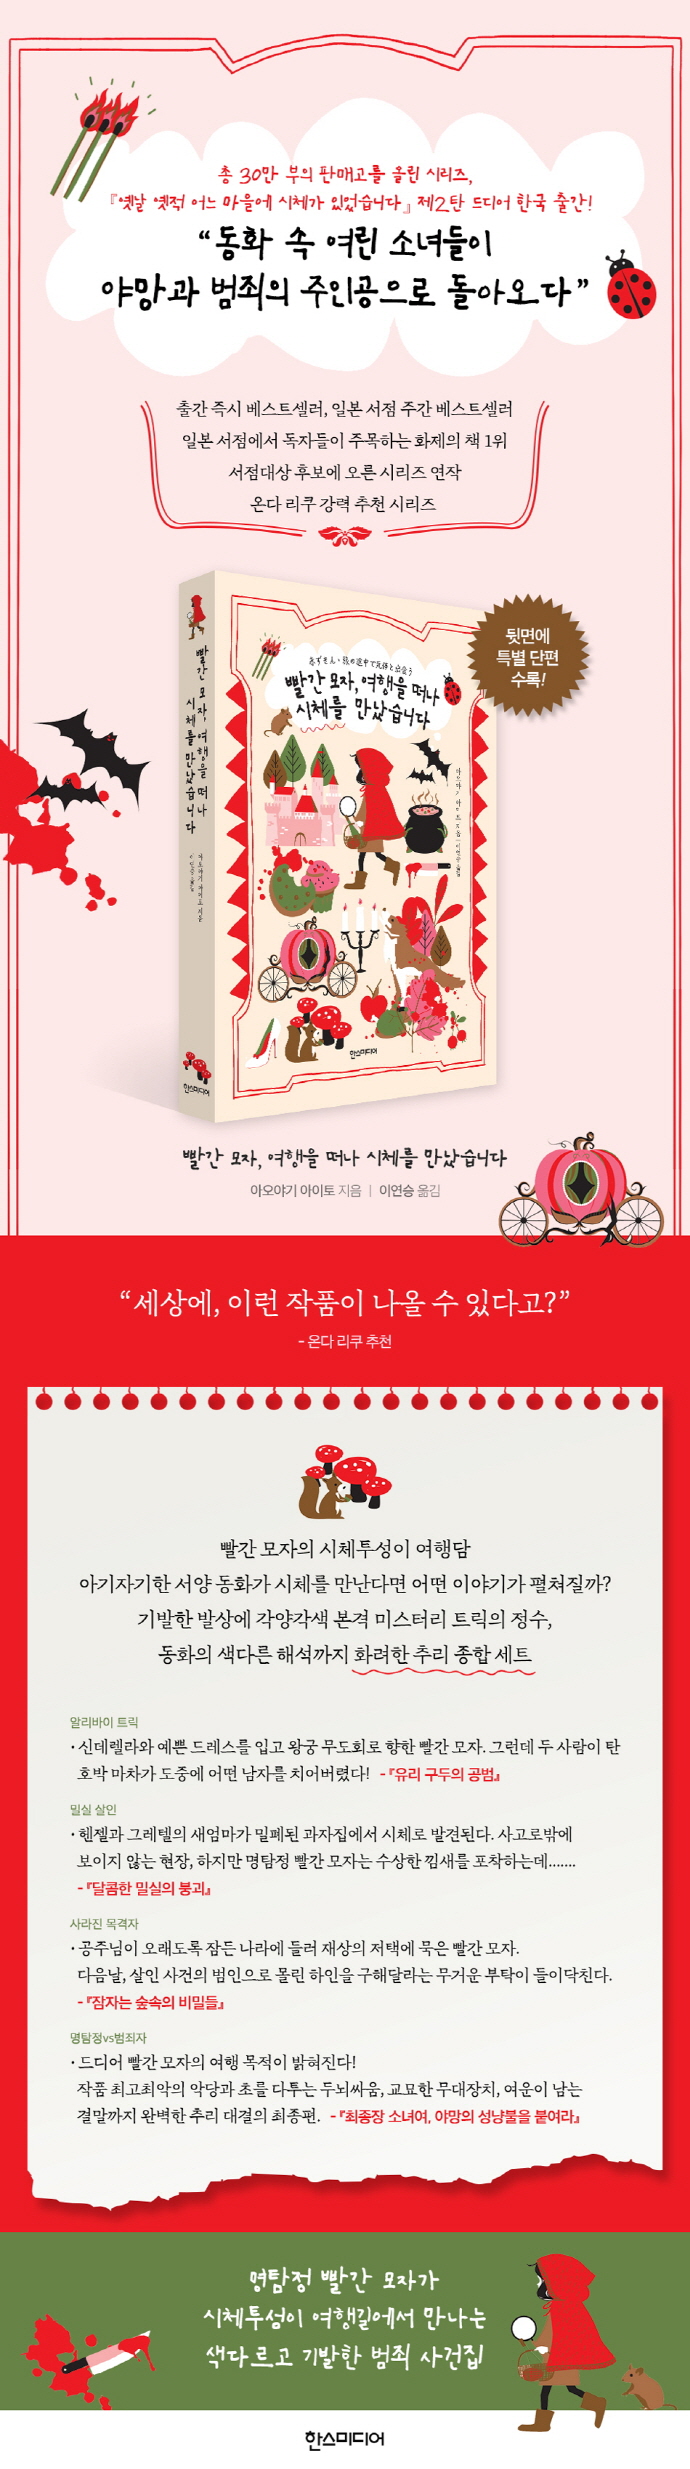 총 30만 부의 판매고를 올린 시리즈,
『옛날 옛적 어느 마을에 시체가 있었습니다』 제2탄 드디어 한국 출간!
“동화 속 여린 소녀들이
야망과 범죄의 주인공으로 돌아오다”
출간 즉시 베스트셀러, 일본 서점 주간 베스트셀러
일본 서점에서 독자들이 주목하는 화제의 책 1위
서점대상 후보에 오른 시리즈 연작
온다 리쿠 강력 추천 시리즈
뒷면에
특별 단편
수록!
빨간 모자, 여행을 떠나
시체를 만났습니다
빨간 모자, 여행을 떠나
시체를 만났습니다
아오야기 아이토 지음
이연승 옮김
아오야기 아이토 지음 | 이연승 옮김
한스미디어
한스미디어
빨간 모자, 여행을 떠나 시체를 만났습니다
아오야기 아이토 지음 | 이연승 옮김
“세상에, 이런 작품이 나올 수 있다고?”
- 온다 리쿠 추천
빨간 모자의 시체투성이 여행담
아기자기한 서양 동화가 시체를 만난다면 어떤 이야기가 펼쳐질까?
기발한 발상에 각양각색 본격 미스터리 트릭의 정수,
동화의 색다른 해석까지 화려한 추리 종합 세트
알리바이 트릭
· 신데렐라와 예쁜 드레스를 입고 왕궁 무도회로 향한 빨간 모자. 그런데 두 사람이 탄
호박 마차가 도중에 어떤 남자를 치어버렸다! -『유리 구두의 공범』
밀실 살인
· 헨젤과 그레텔의 새엄마가 밀폐된 과자집에서 시체로 발견된다. 사고로밖에
보이지 않는 현장, 하지만 명탐정 빨간 모자는 수상한 낌새를 포착하는데.......
-『달콤한 밀실의 붕괴』
사라진 목격자
· 공주님이 오래도록 잠든 나라에 들러 재상의 저택에 묵은 빨간 모자.
다음날, 살인 사건의 범인으로 몰린 하인을 구해달라는 무거운 부탁이 들이닥친다.
-『잠자는 숲속의 비밀들』
명탐정vs범죄자
· 드디어 빨간 모자의 여행 목적이 밝혀진다!
작품 최고최악의 악당과 초를 다투는 두뇌싸움, 교묘한 무대장치, 여운이 남는
결말까지 완벽한 추리 대결의 최종편. -『최종장 소녀여, 야망의 성냥불을 붙여라』
명탐정 빨간 모자가
시체투성이 여행길에서 만나는
색다르고 기발한 범죄 사건집
한스미디어